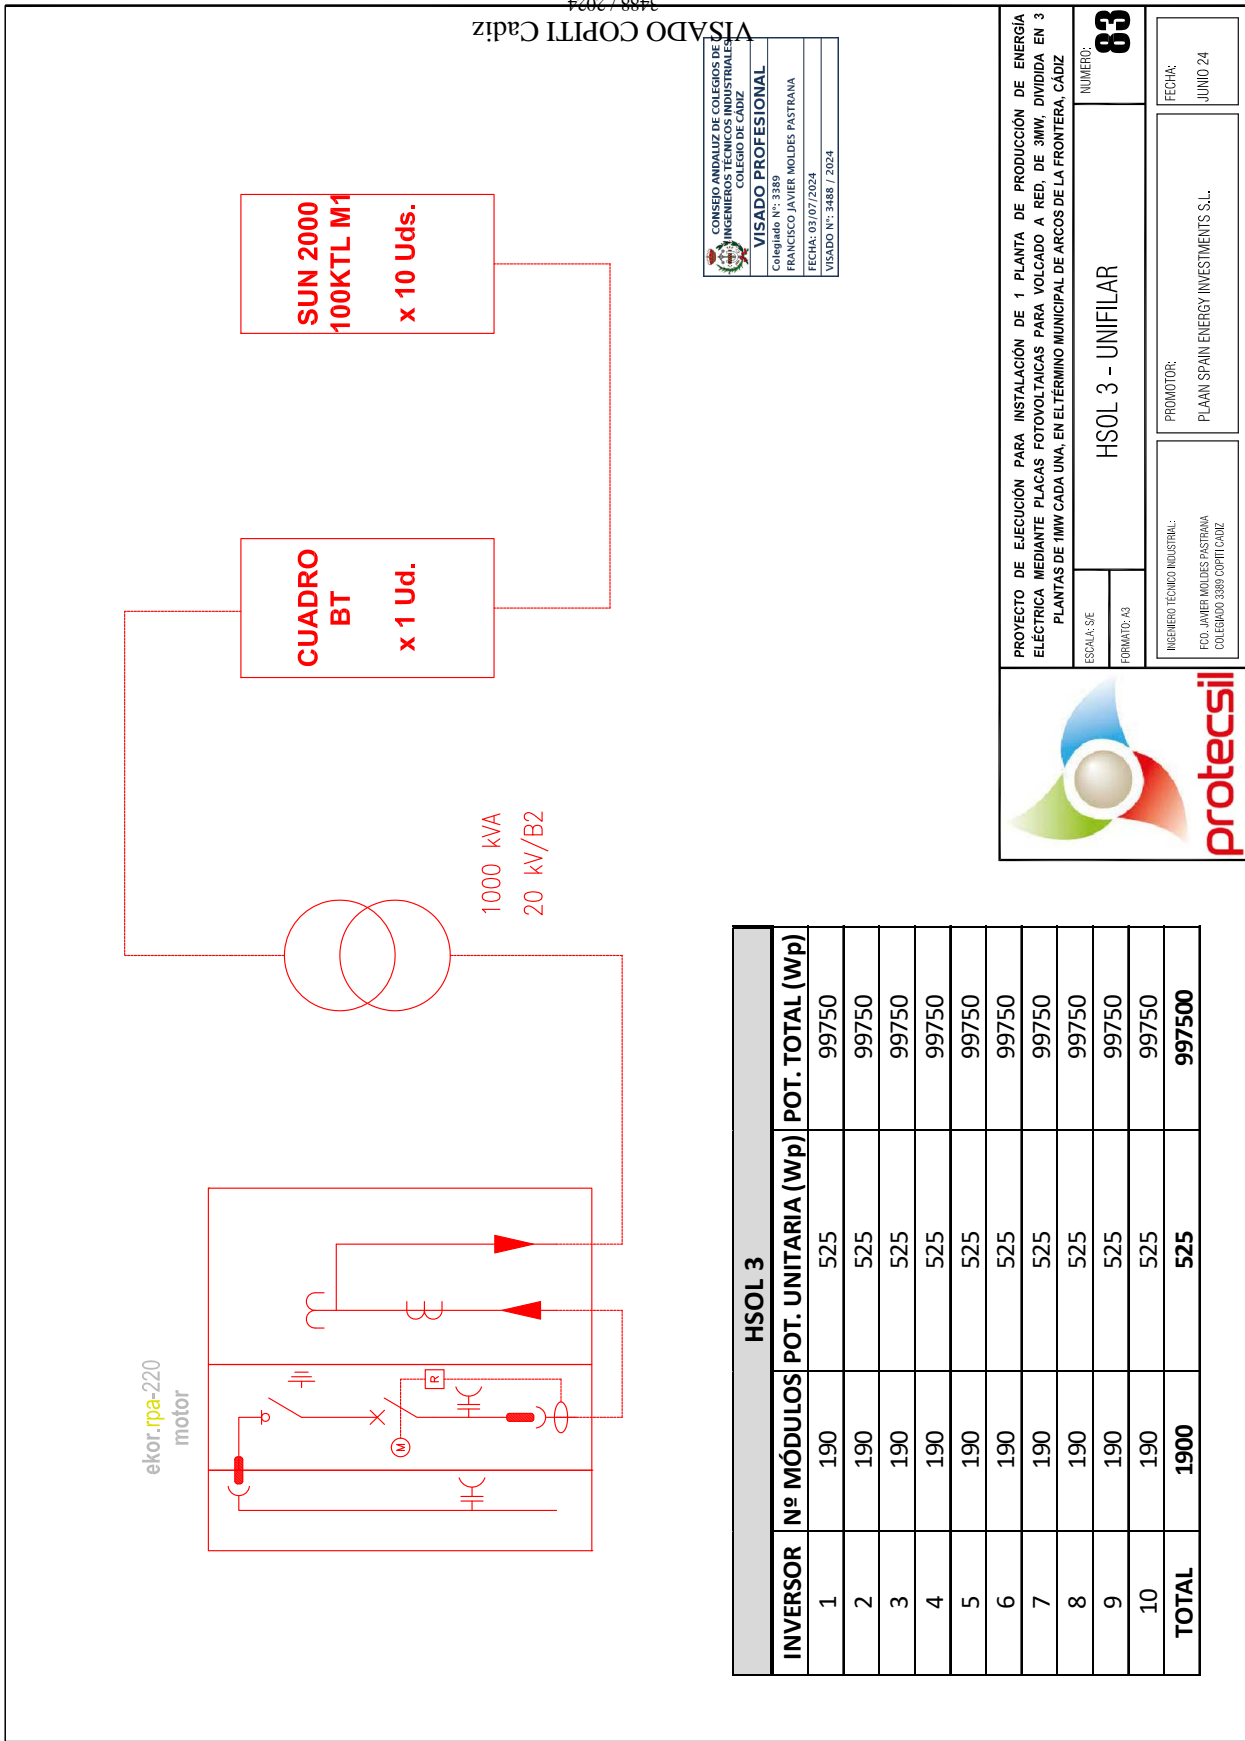 ekor.rpa-220
motor
M
R
1000 kVA
20 kV/B2
CUADRO
BT
x 1 Ud.
SUN 2000
100KTL M1
x 10 Uds.
VISADO COPITI Cadiz
3488 / 2024
CONSEJO ANDALUZ DE COLEGIOS DE
INGENIEROS TÉCNICOS INDUSTRIALES
COLEGIO DE CÁDIZ
VISADO PROFESIONAL
Colegiado Nº: 3389
FRANCISCO JAVIER MOLDES PASTRANA
FECHA: 03/07/2024
VISADO Nº: 3488 / 2024
HSOL 3
INVERSOR Nº MÓDULOS POT. UNITARIA (Wp) POT. TOTAL (Wp)
1 190 525 99750
2 190 525 99750
3 190 525 99750
4 190 525 99750
5 190 525 99750
6 190 525 99750
7 190 525 99750
8 190 525 99750
9 190 525 99750
10 190 525 99750
TOTAL 1900 525 997500
protecsil
PROYECTO DE EJECUCIÓN PARA INSTALACIÓN DE 1 PLANTA DE PRODUCCIÓN DE ENERGÍA
ELÉCTRICA MEDIANTE PLACAS FOTOVOLTAICAS PARA VOLCADO A RED, DE 3MW, DIVIDIDA EN 3
PLANTAS DE 1MW CADA UNA, EN EL TÉRMINO MUNICIPAL DE ARCOS DE LA FRONTERA, CÁDIZ
ESCALA: S/E
FORMATO: A3
HSOL 3 - UNIFILAR
NUMERO:
83
INGENIERO TÉCNICO INDUSTRIAL:
FCO. JAVIER MOLDES PASTRANA
COLEGIADO 3389 COPITI CADIZ
PROMOTOR:
PLAAN SPAIN ENERGY INVESTMENTS S.L.
FECHA:
JUNIO 24